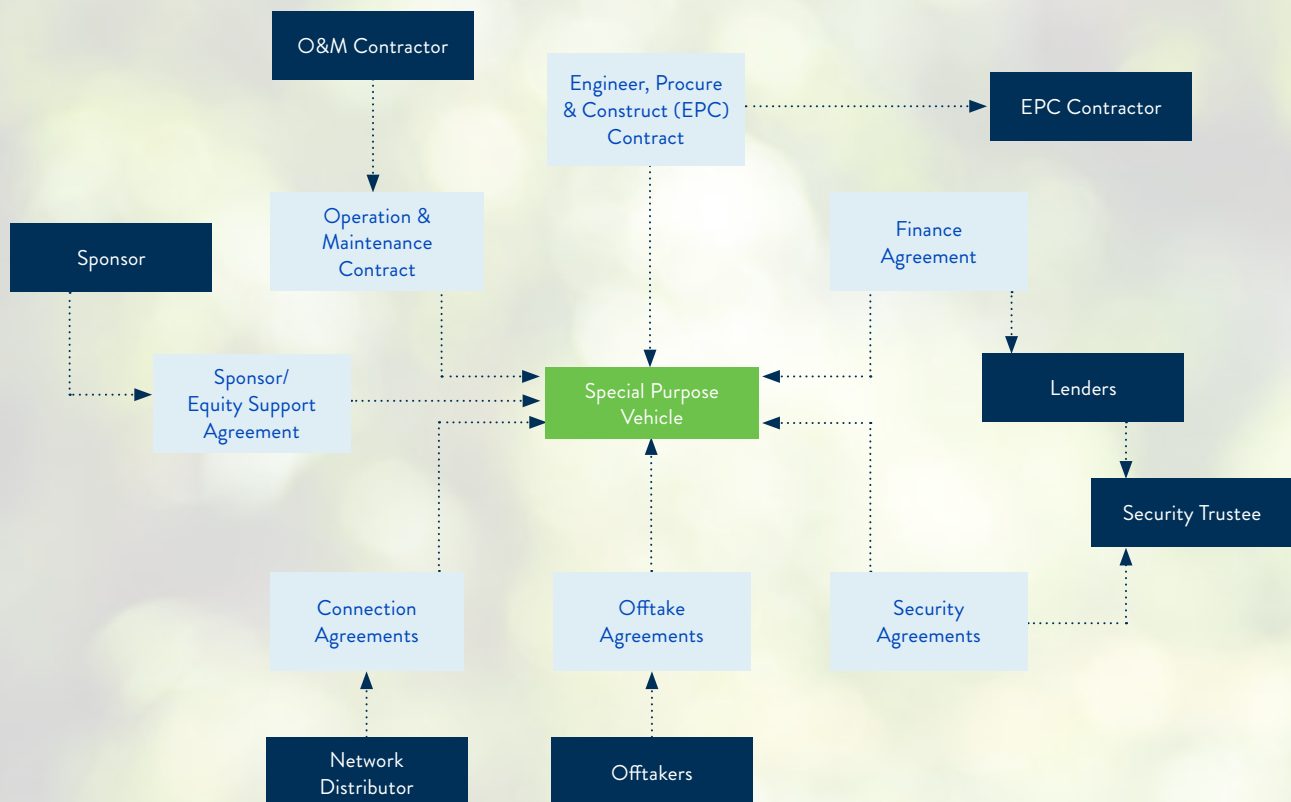 O&M Contractor
Engineer, Procure
& Construct (EPC)
Contract
EPC Contractor
Operation &
Maintenance
Contract
Finance
Agreement
Sponsor
Sponsor/
Equity Support
Agreement
Special Purpose
Vehicle
Lenders
Security Trustee
Connection
Agreements
Offtake
Agreements
Security
Agreements
Network
Distributor
Offtakers